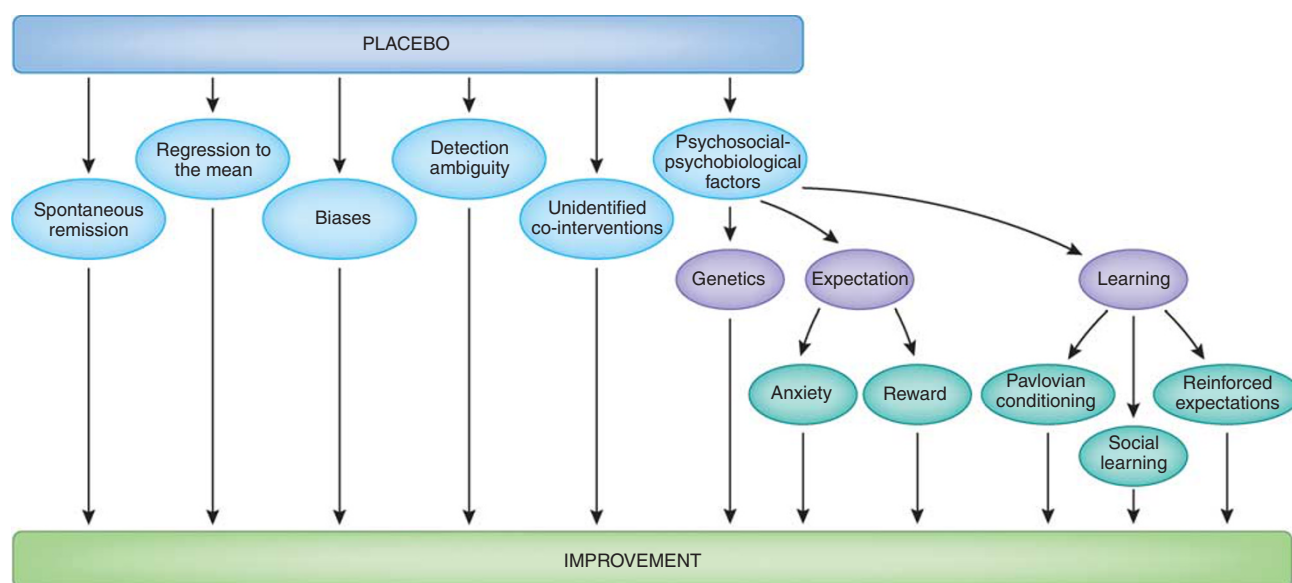 PLACEBO
Regression to
the mean
Detection
ambiguity
Psychosocial-
psychobiological
factors
Spontaneous
remission
Biases
Unidentified
co-interventions
Genetics
Expectation
Learning
Anxiety
Reward
Pavlovian
conditioning
Reinforced
expectations
Social
learning
IMPROVEMENT